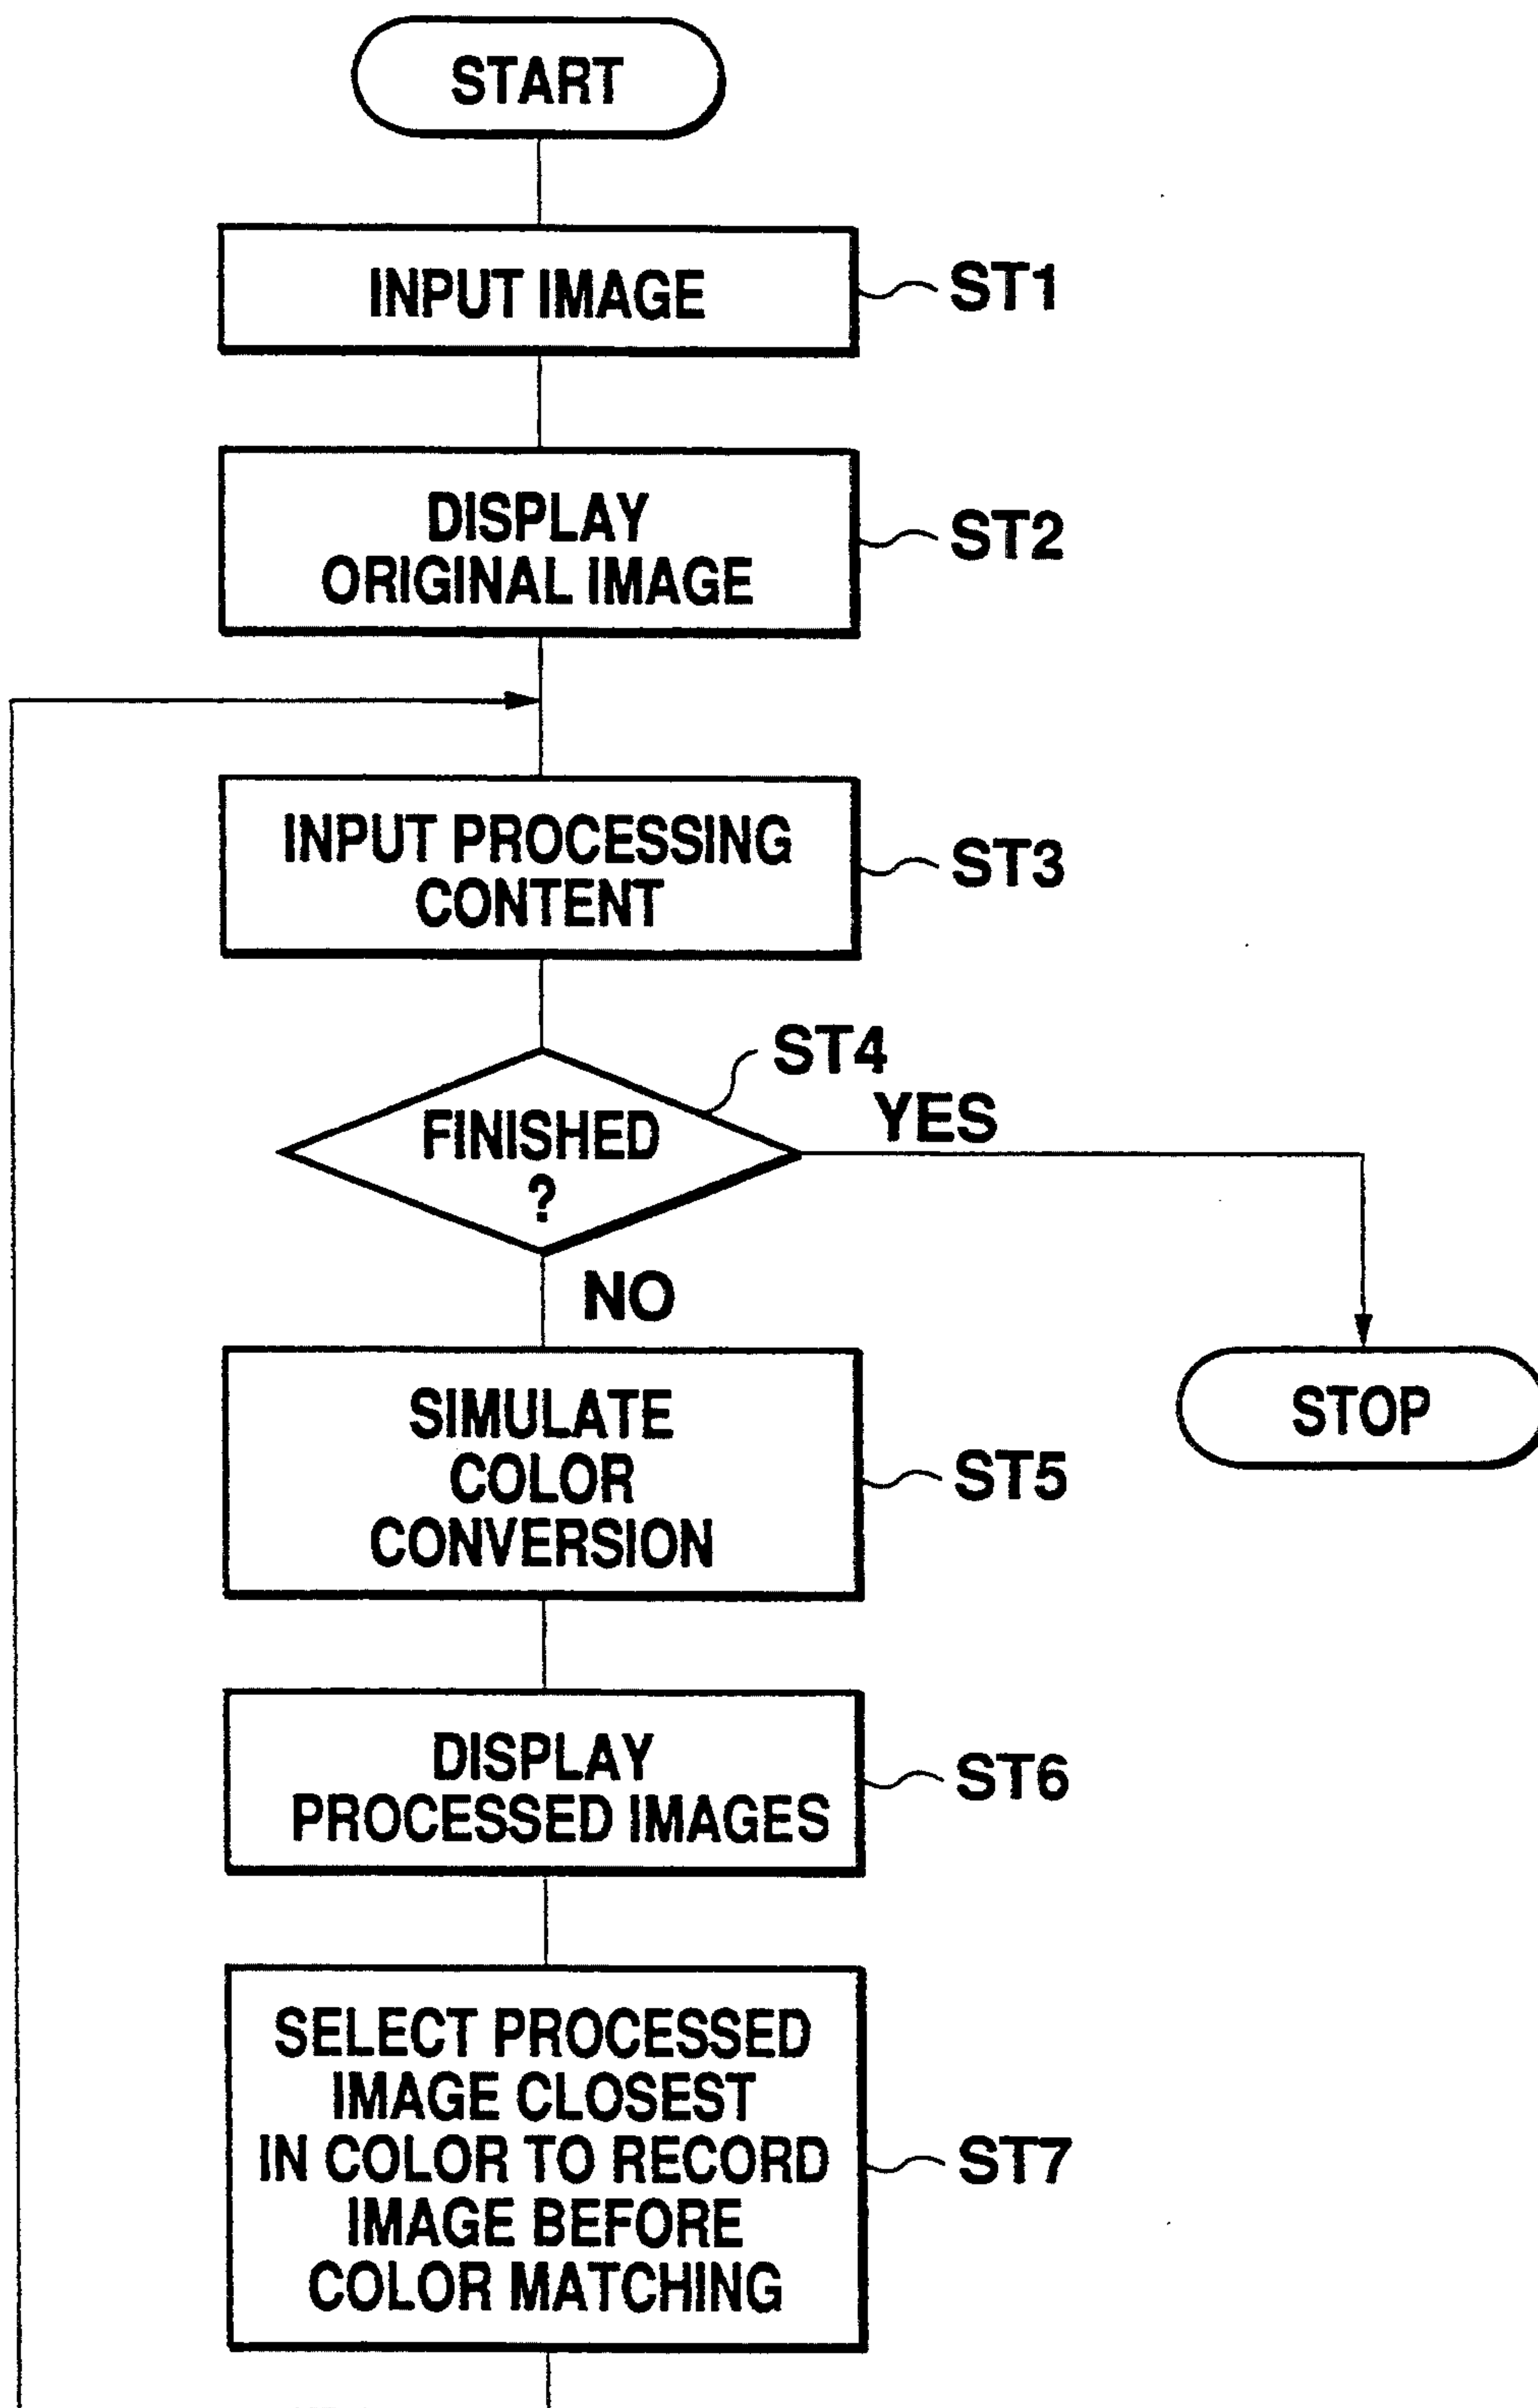 START
INPUT IMAGE
ST1
DISPLAY
ORIGINAL IMAGE
ST2
INPUT PROCESSING
CONTENT
ST3
ST4
FINISHED
?
YES
NO
SIMULATE
COLOR
CONVERSION
ST5
STOP
DISPLAY
PROCESSED IMAGES
ST6
SELECT PROCESSED
IMAGE CLOSEST
IN COLOR TO RECORD
IMAGE BEFORE
COLOR MATCHING
ST7